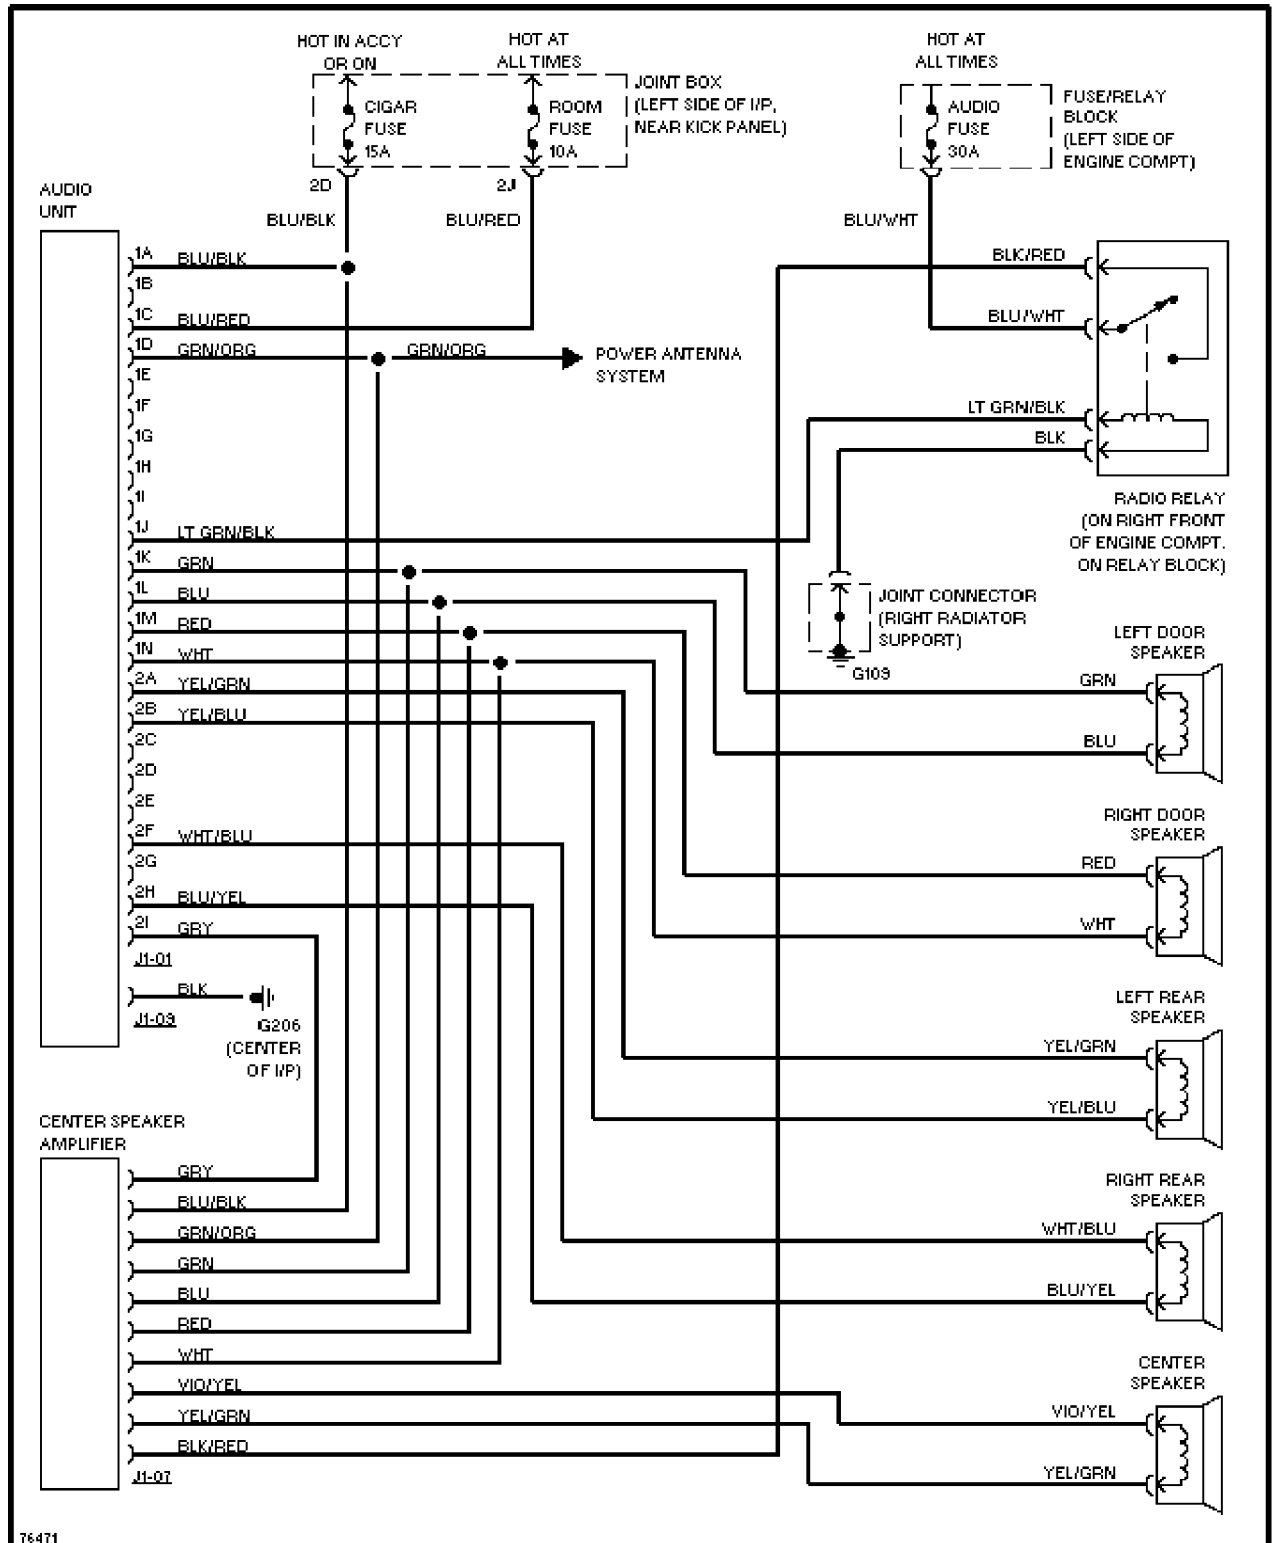 HOT IN ACCY
OR ON
HOT AT
ALL TIMES
HOT AT
ALL TIMES
CIGAR
FUSE
15A
ROOM
FUSE
10A
JOINT BOX
(LEFT SIDE OF I/P,
NEAR KICK PANEL)
AUDIO
FUSE
30A
FUSE/RELAY
BLOCK
(LEFT SIDE OF
ENGINE COMPT)
2D
2J
BLU/BLK
BLU/RED
BLU/WHT
AUDIO
UNIT
1A BLU/BLK
1B
1C BLU/RED
1D GRN/ORG
GRN/ORG
POWER ANTENNA
SYSTEM
1E
1F
1G
1H
1I
1J LT GRN/BLK
1K GRN
1L BLU
1M RED
1N WHT
2A YEL/GRN
2B YEL/BLU
2C
2D
2E
2F WHT/BLU
2G
2H BLU/YEL
2I GRY
J1-01
BLK
J1-09
G206
(CENTER
OF I/P)
BLK/RED
BLU/WHT
LT GRN/BLK
BLK
RADIO RELAY
(ON RIGHT FRONT
OF ENGINE COMPT.
ON RELAY BLOCK)
JOINT CONNECTOR
(RIGHT RADIATOR
SUPPORT)
G109
LEFT DOOR
SPEAKER
GRN
BLU
RIGHT DOOR
SPEAKER
RED
WHT
LEFT REAR
SPEAKER
YEL/GRN
YEL/BLU
RIGHT REAR
SPEAKER
WHT/BLU
BLU/YEL
CENTER
SPEAKER
VIO/YEL
YEL/GRN
CENTER SPEAKER
AMPLIFIER
GRY
BLU/BLK
GRN/ORG
GRN
BLU
RED
WHT
VIO/YEL
YEL/GRN
BLK/RED
J1-07
76471